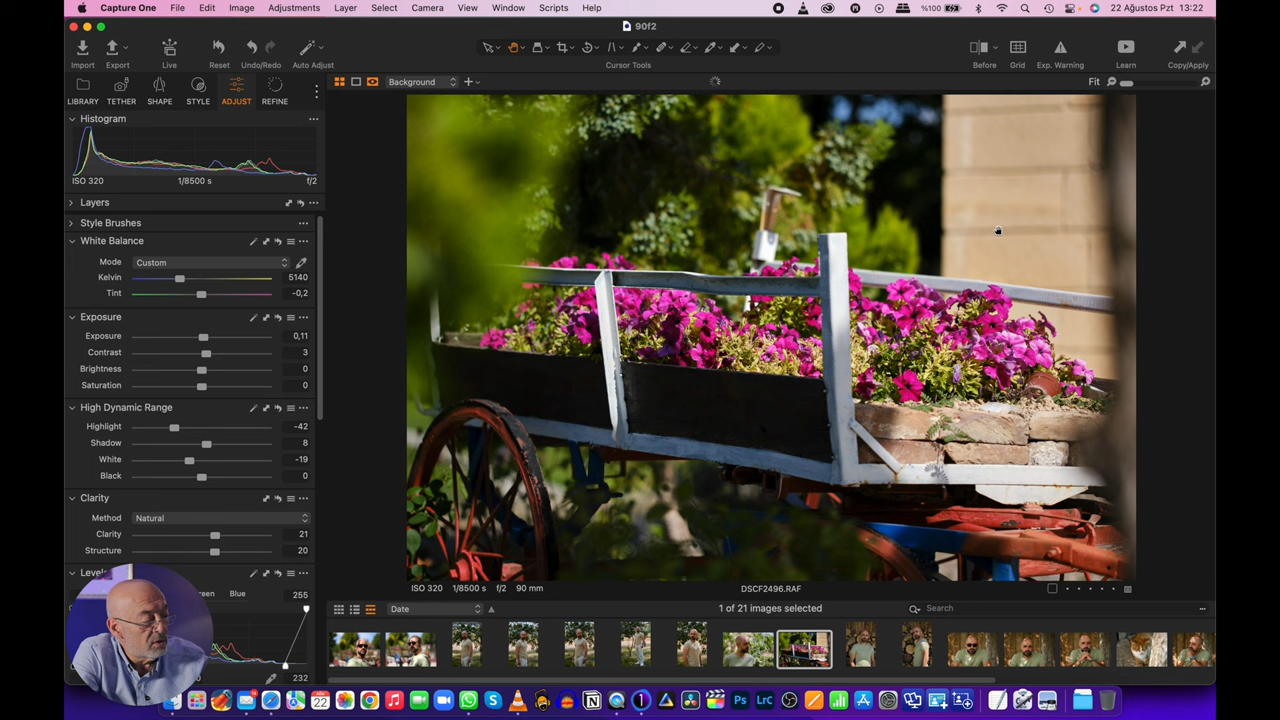 Capture One File Edit Image Adjustments Layer Select Camera View Window Scripts Help %100 22 Ağustos Pzt 13:22
90f2
Import Export Live Reset Undo/Redo Auto Adjust Cursor Tools Before Grid Exp. Warning Learn Copy/Apply
LIBRARY TETHER SHAPE STYLE ADJUST REFINE
Background Fit
Histogram
ISO 320 1/8500 s f/2
Layers
Style Brushes
White Balance
Mode Custom
Kelvin 5140
Tint -0,2
Exposure
Exposure 0,11
Contrast 3
Brightness 0
Saturation 0
High Dynamic Range
Highlight -42
Shadow 8
White -19
Black 0
Clarity
Method Natural
Clarity 21
Structure 20
Blue 255
232
ISO 320 1/8500 s f/2 90 mm DSCF2496.RAF
Date 1 of 21 images selected Search
22 Ps LrC